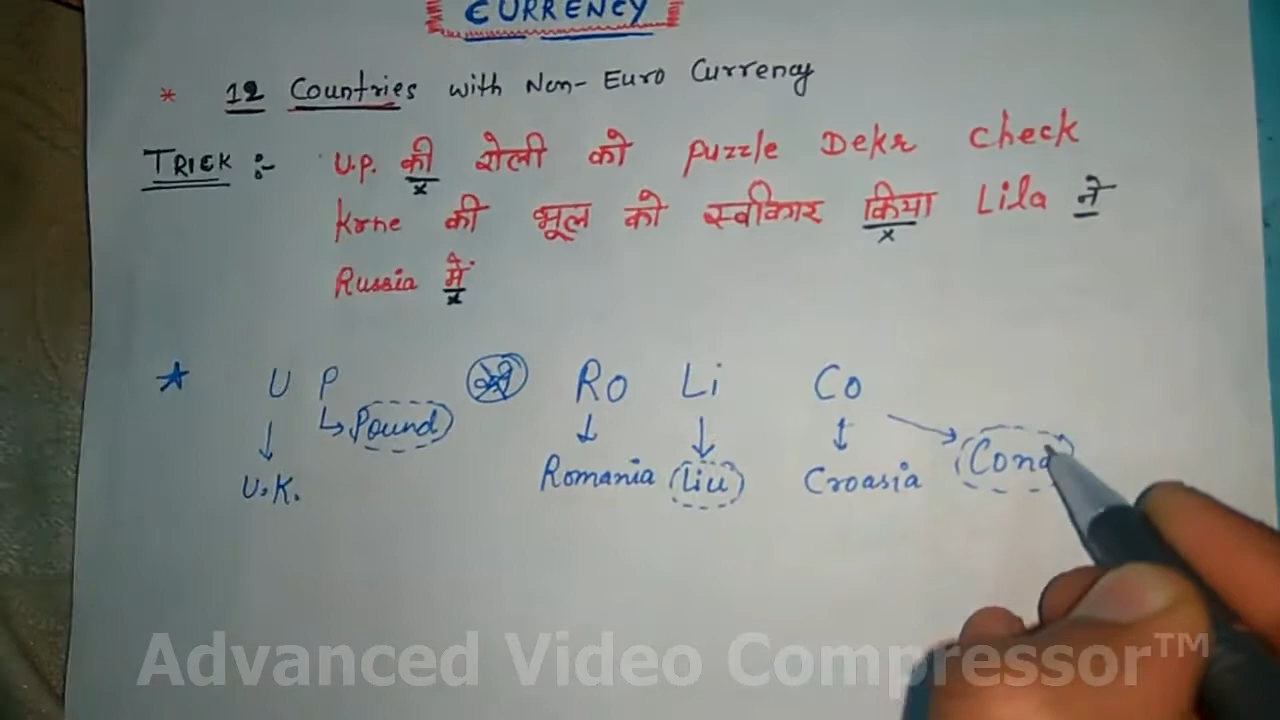 CURRENCY
* 12 Countries with Non-Euro Currency
TRICK :- U.P. की रोली को Puzzle Dekr Check
x
Krne की भूल को स्वीकार किया Lila ने
x
Russia में
x
* U P Ro Li Co
Pound
U.K. Romania Liu Croasia Cona
Advanced Video Compressor™